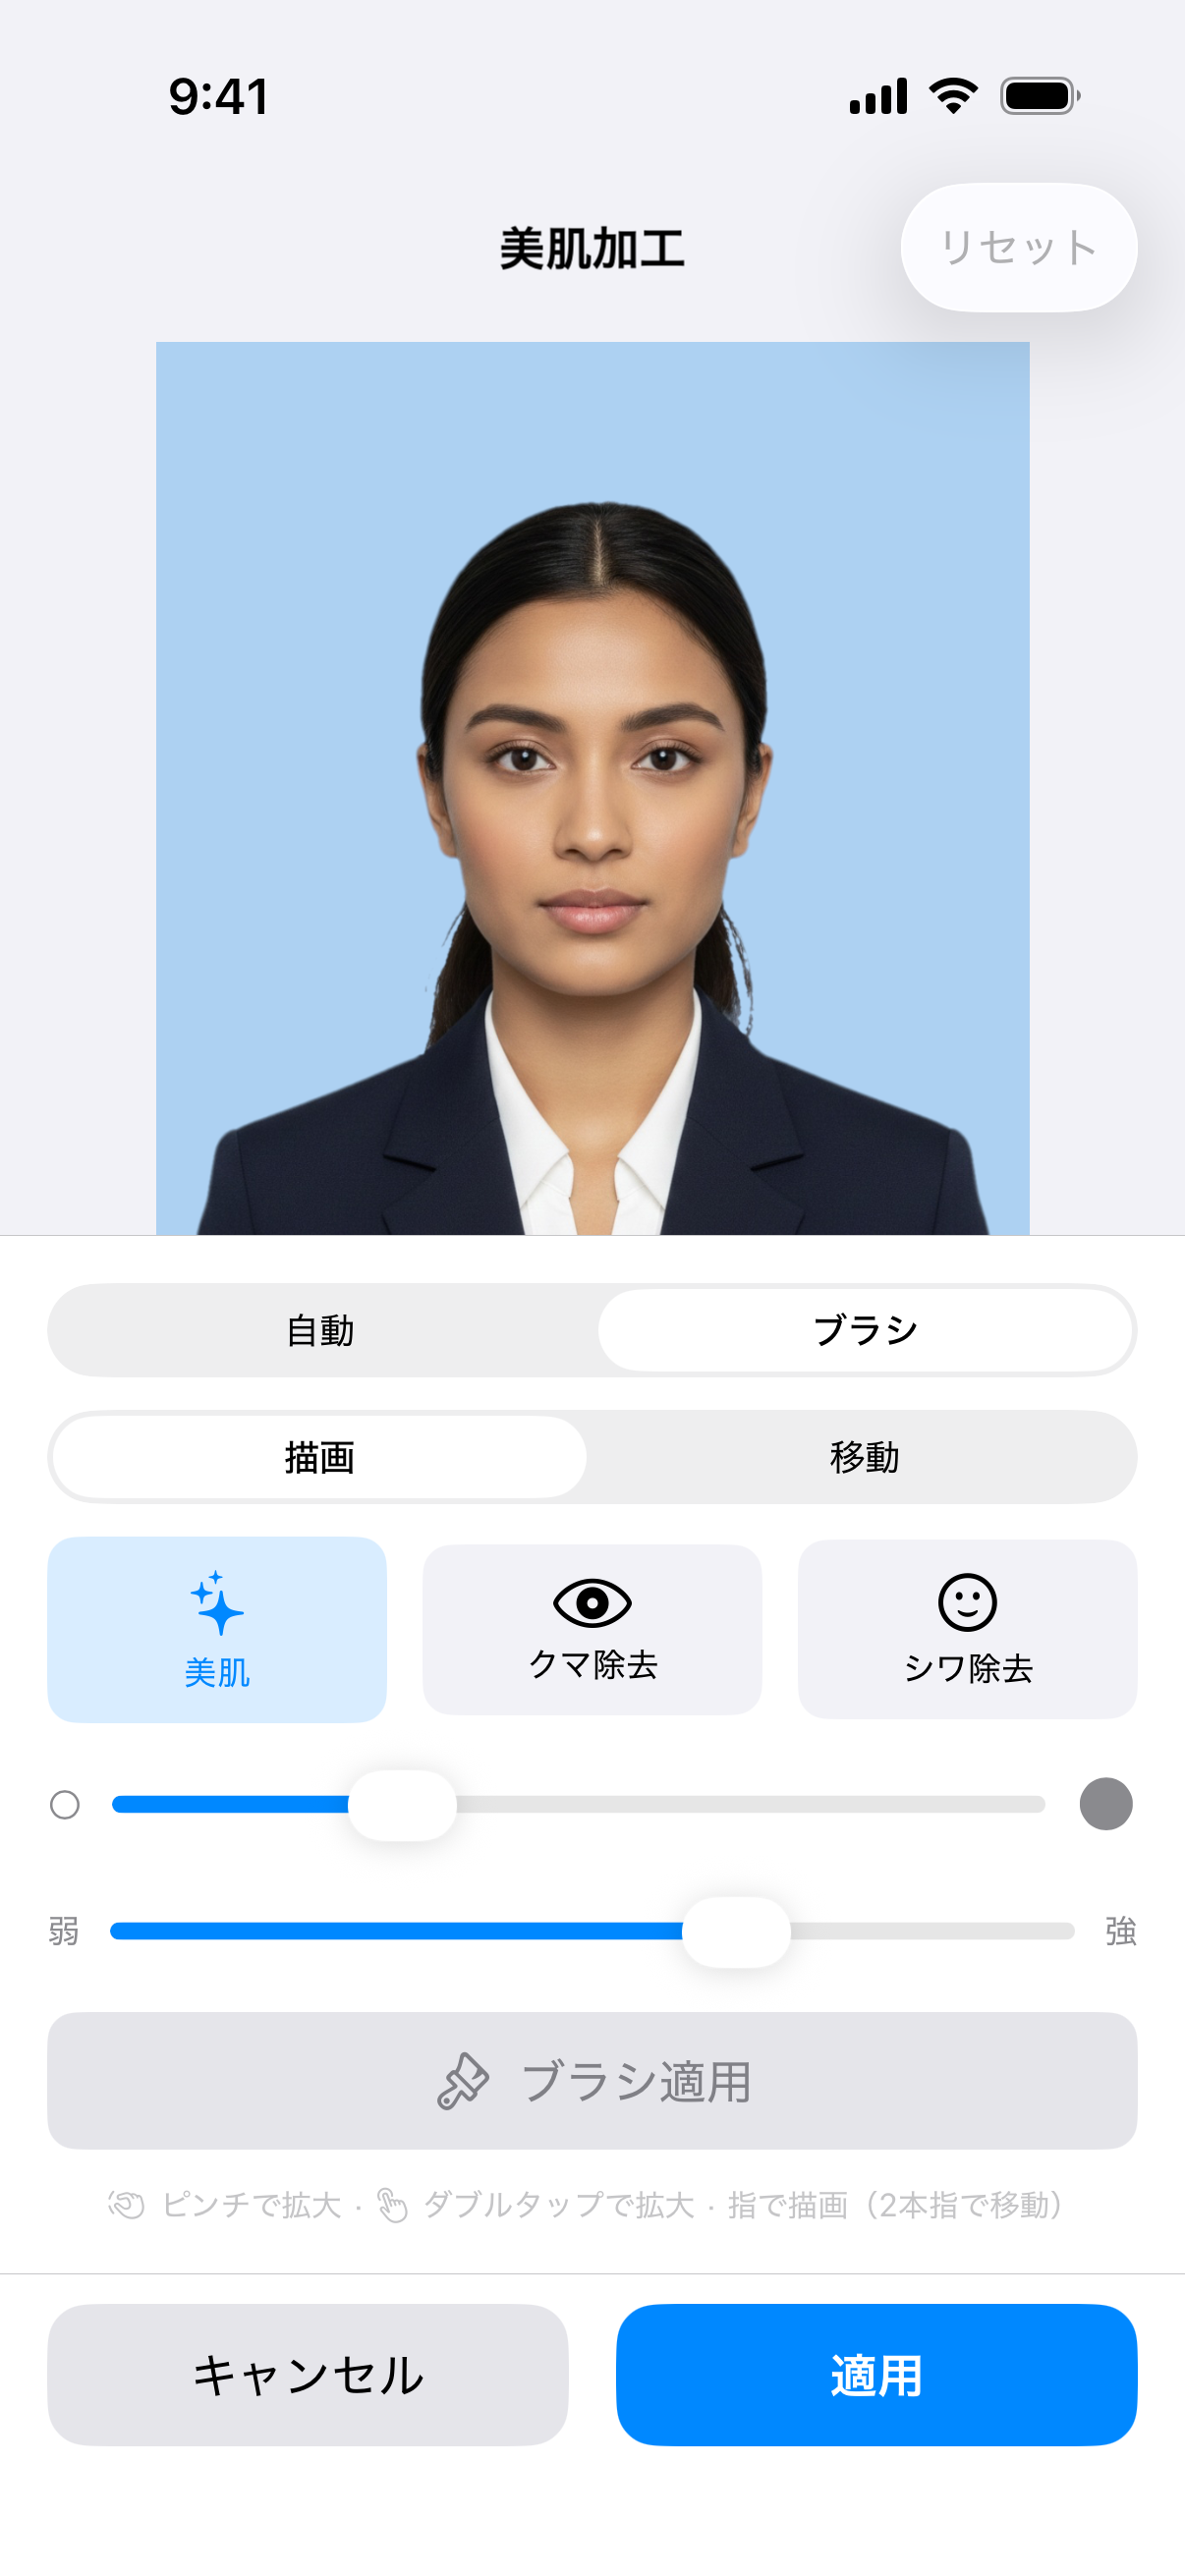 9:41
美肌加工
リセット
自動
ブラシ
描画
移動
美肌
クマ除去
シワ除去
弱
強
ブラシ適用
ピンチで拡大 · ダブルタップで拡大 · 指で描画（2本指で移動）
キャンセル
適用